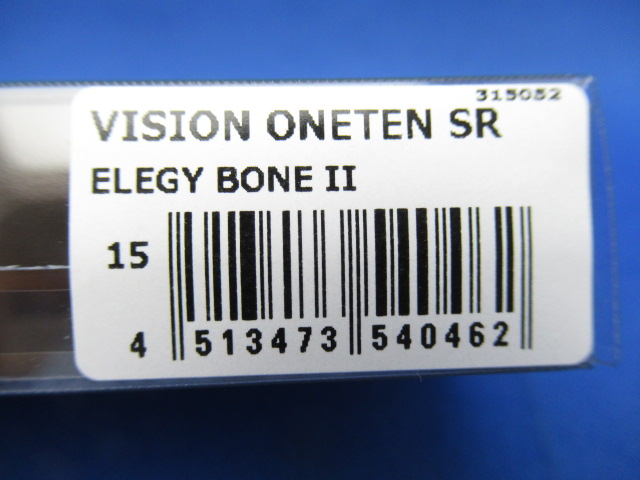 315052
VISION ONETEN SR
ELEGY BONE II
15
4 513473 540462